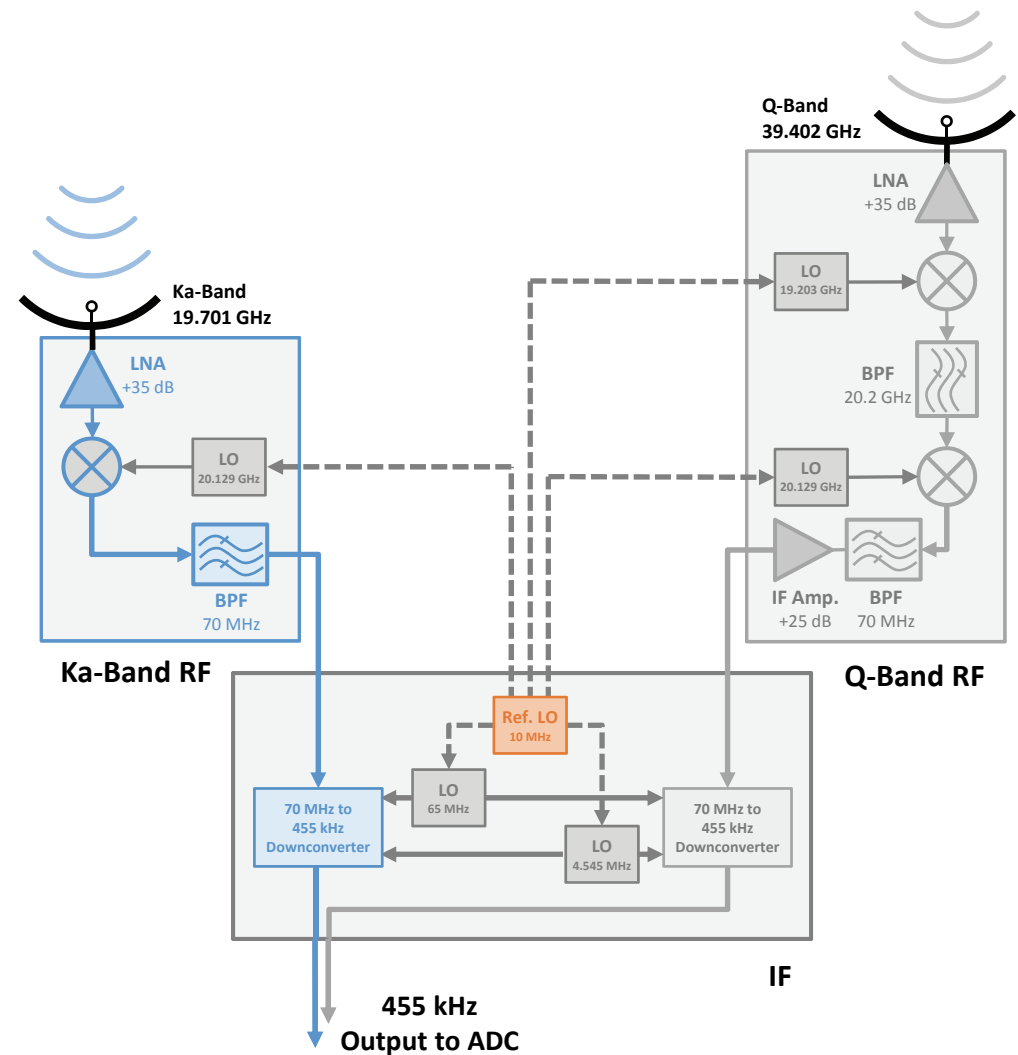 Q-Band
39.402 GHz
LNA
+35 dB
LO
19.203 GHz
BPF
20.2 GHz
LO
20.129 GHz
IF Amp.
+25 dB
BPF
70 MHz
Q-Band RF
Ka-Band
19.701 GHz
LNA
+35 dB
LO
20.129 GHz
BPF
70 MHz
Ka-Band RF
Ref. LO
10 MHz
LO
65 MHz
70 MHz to
455 kHz
Downconverter
LO
4.545 MHz
70 MHz to
455 kHz
Downconverter
IF
455 kHz
Output to ADC